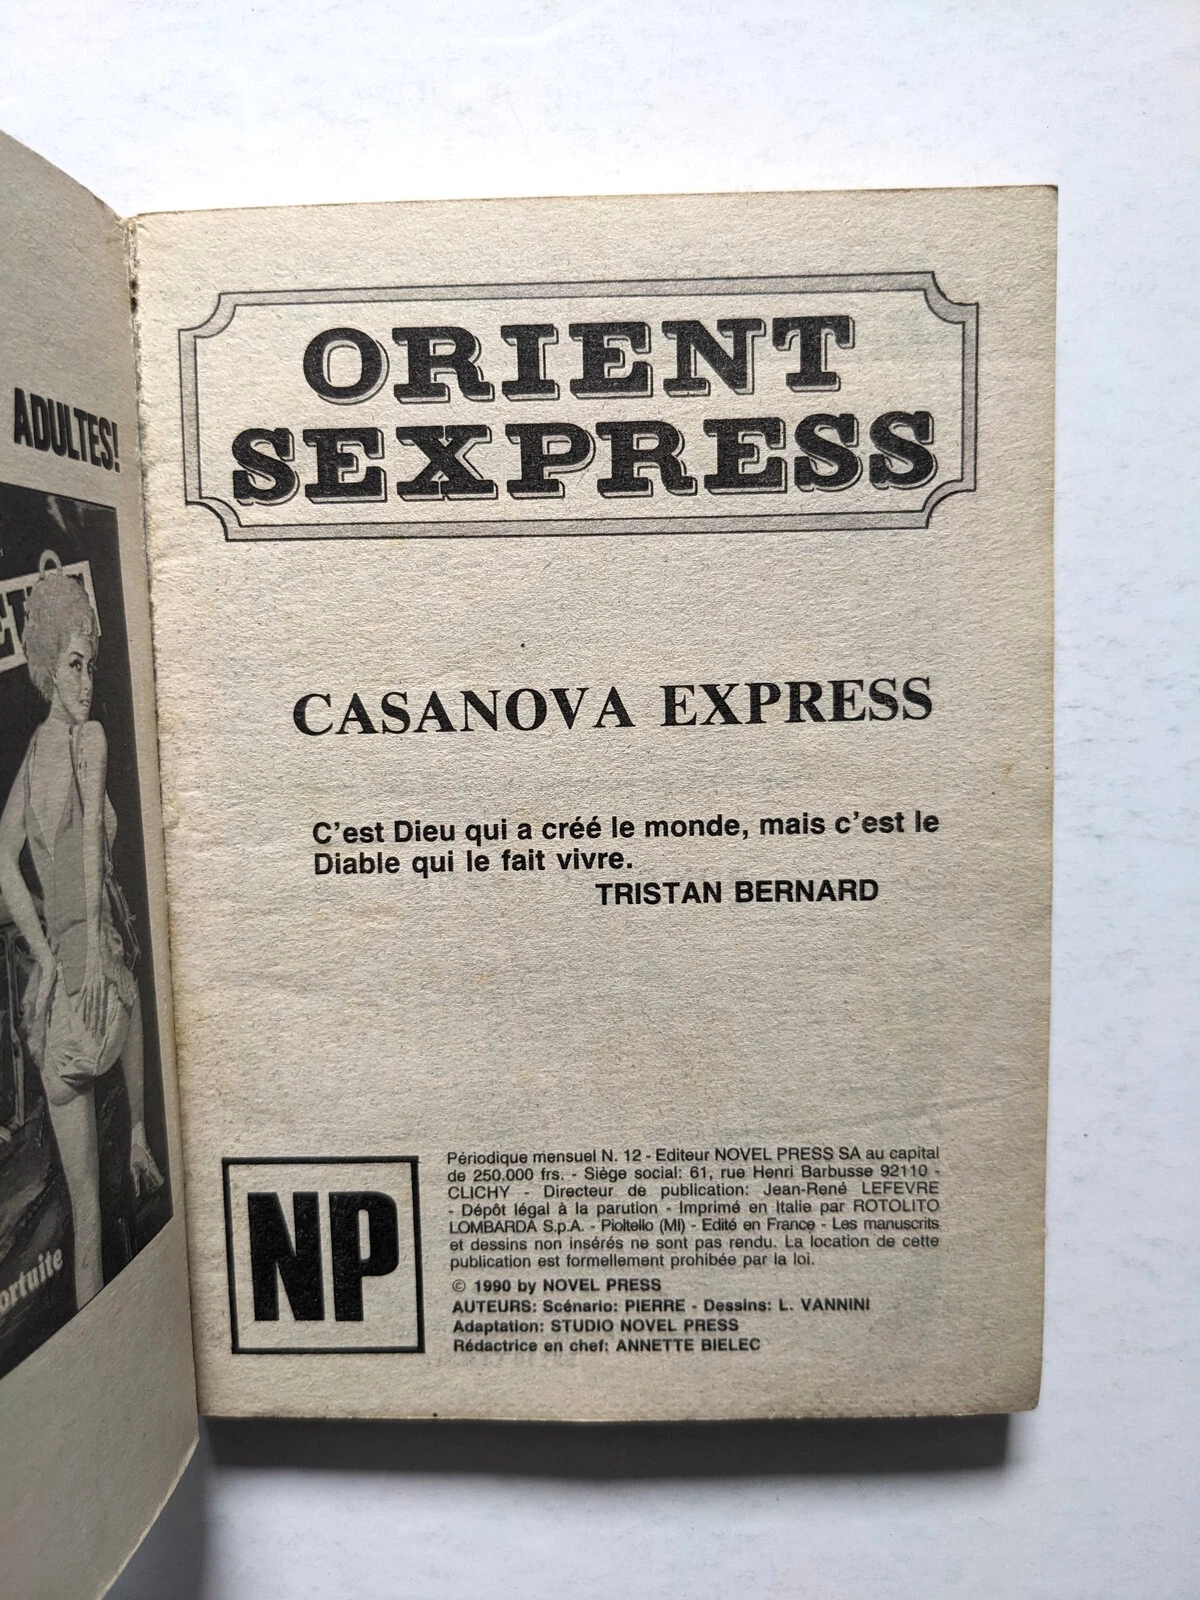 ADULTES!
ORIENT
SEXPRESS
CASANOVA EXPRESS
C'est Dieu qui a créé le monde, mais c'est le
Diable qui le fait vivre.
TRISTAN BERNARD
NP
Périodique mensuel N. 12 - Editeur NOVEL PRESS SA au capital
de 250.000 frs. - Siège social: 61, rue Henri Barbusse 92110 -
CLICHY - Directeur de publication: Jean-René LEFEVRE
- Dépôt légal à la parution - Imprimé en Italie par ROTOLITO
LOMBARDA S.p.A. - Pioltello (MI) - Edité en France - Les manuscrits
et dessins non insérés ne sont pas rendu. La location de cette
publication est formellement prohibée par la loi.
© 1990 by NOVEL PRESS
AUTEURS: Scénario: PIERRE - Dessins: L. VANNINI
Adaptation: STUDIO NOVEL PRESS
Rédactrice en chef: ANNETTE BIELEC